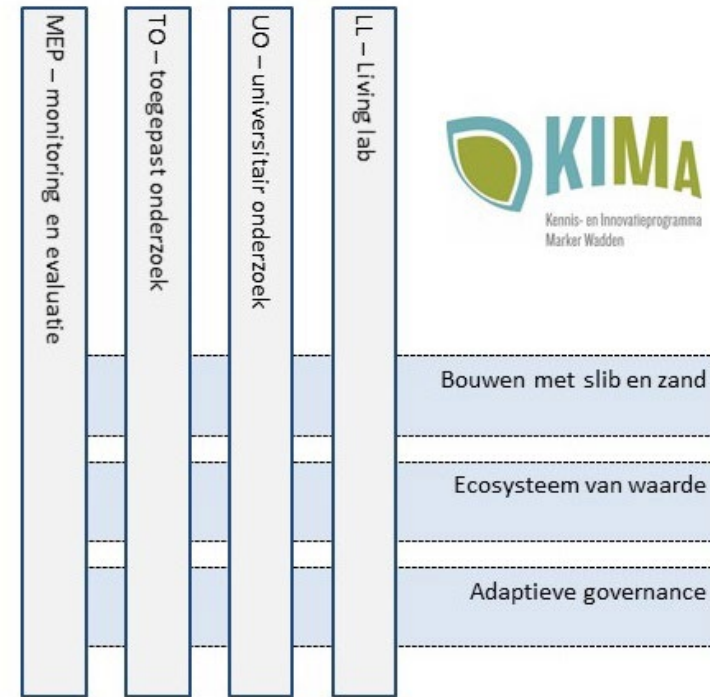 MEP – monitoring en evaluatie
TO – toegepast onderzoek
UO – universitair onderzoek
LL – Living lab
KIMA
Kennis- en Innovatieprogramma
Marker Wadden
Bouwen met slib en zand
Ecosysteem van waarde
Adaptieve governance